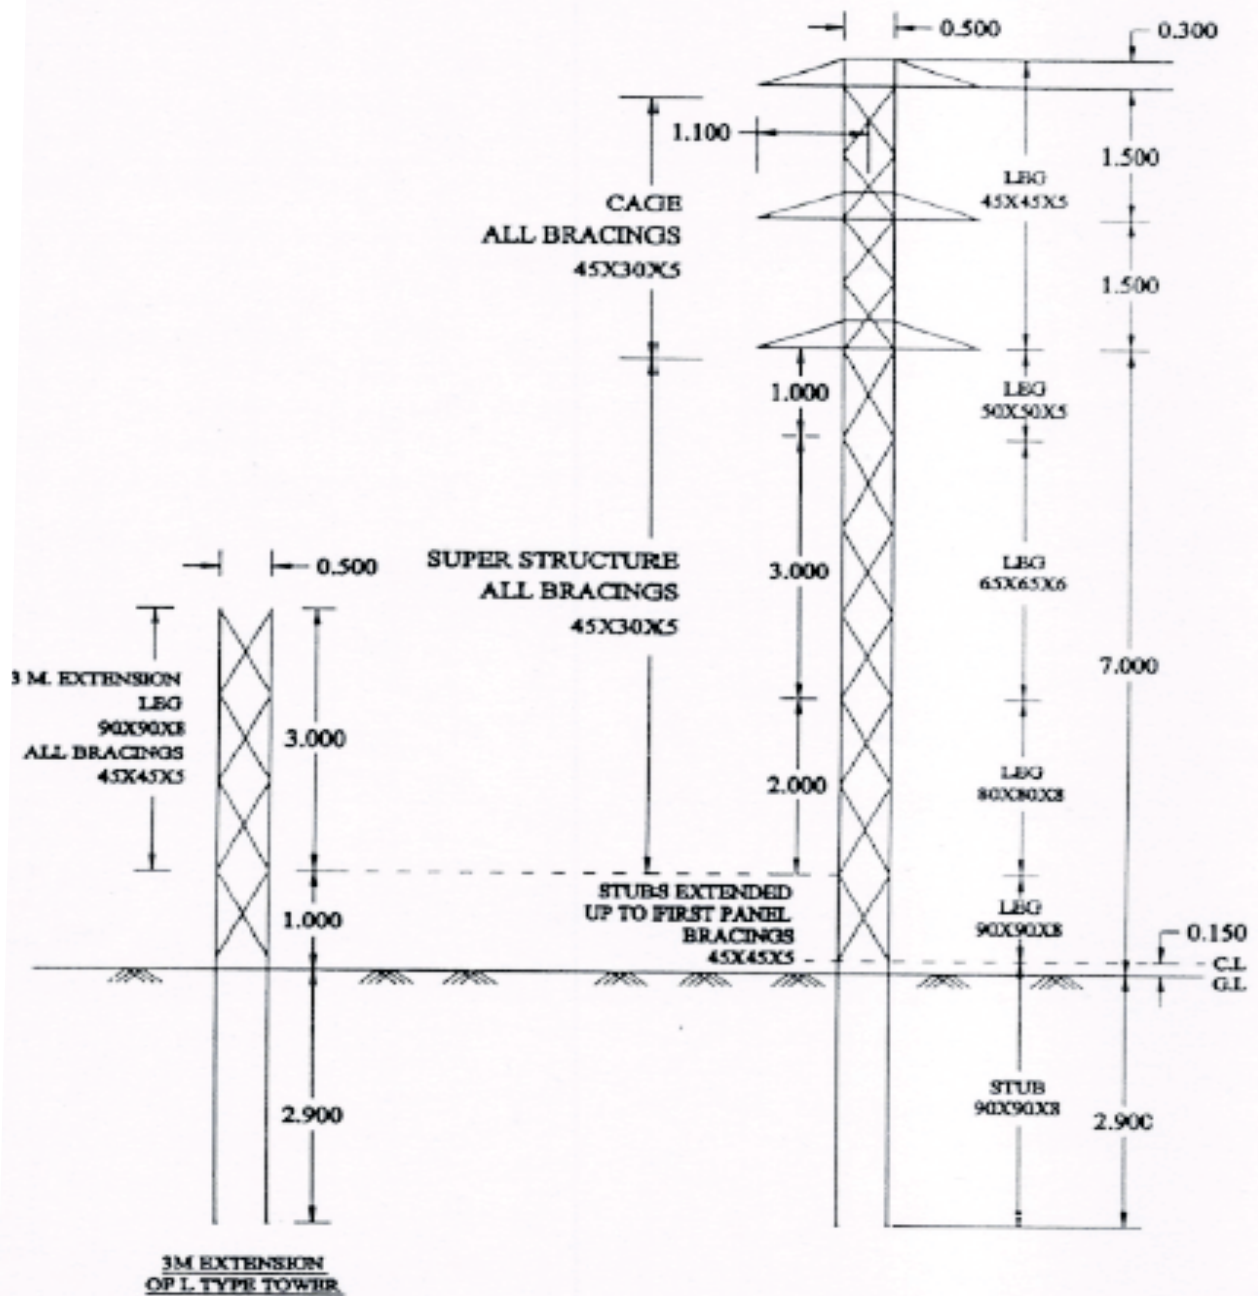 0.500
0.300
1.100
1.500
CAGE
ALL BRACINGS
45X30X5
LEG
45X45X5
1.500
1.000
LEG
50X50X5
0.500
SUPER STRUCTURE
ALL BRACINGS
45X30X5
3.000
LEG
65X65X6
7.000
3 M. EXTENSION
LEG
90X90X8
ALL BRACINGS
45X45X5
3.000
2.000
LEG
80X80X8
1.000
STUBS EXTENDED
UP TO FIRST PANEL
BRACINGS
45X45X5
LEG
90X90X8
0.150
C.L
G.L
2.900
STUB
90X90X8
2.900
3M EXTENSION
OF L TYPE TOWER